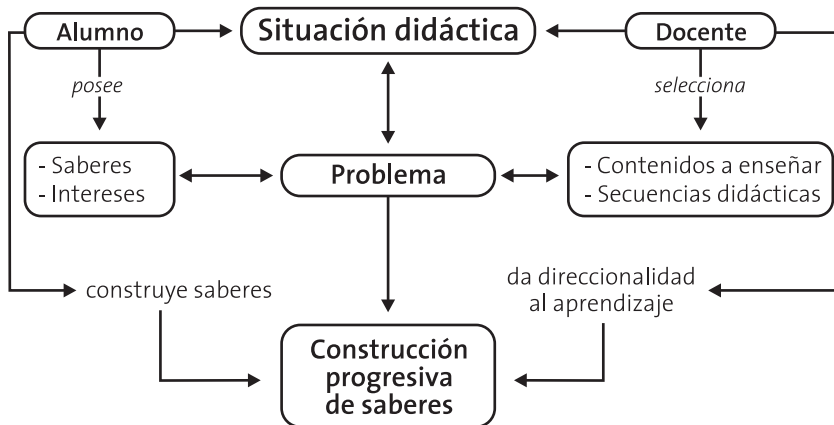 Alumno
Situación didáctica
Docente
posee
selecciona
- Saberes
- Intereses
Problema
- Contenidos a enseñar
- Secuencias didácticas
construye saberes
da direccionalidad
al aprendizaje
Construcción
progresiva
de saberes